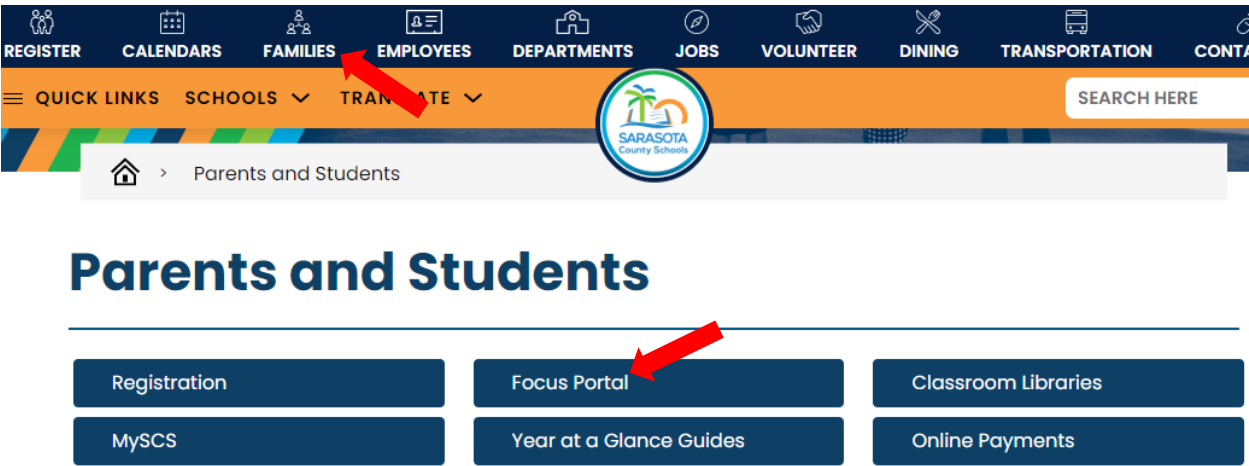 REGISTER CALENDARS FAMILIES EMPLOYEES DEPARTMENTS JOBS VOLUNTEER DINING TRANSPORTATION
QUICK LINKS SCHOOLS SEARCH HERE
SARASOTA
County Schools
Parents and Students
Parents and Students
Registration Focus Portal Classroom Libraries
MySCS Year at a Glance Guides Online Payments